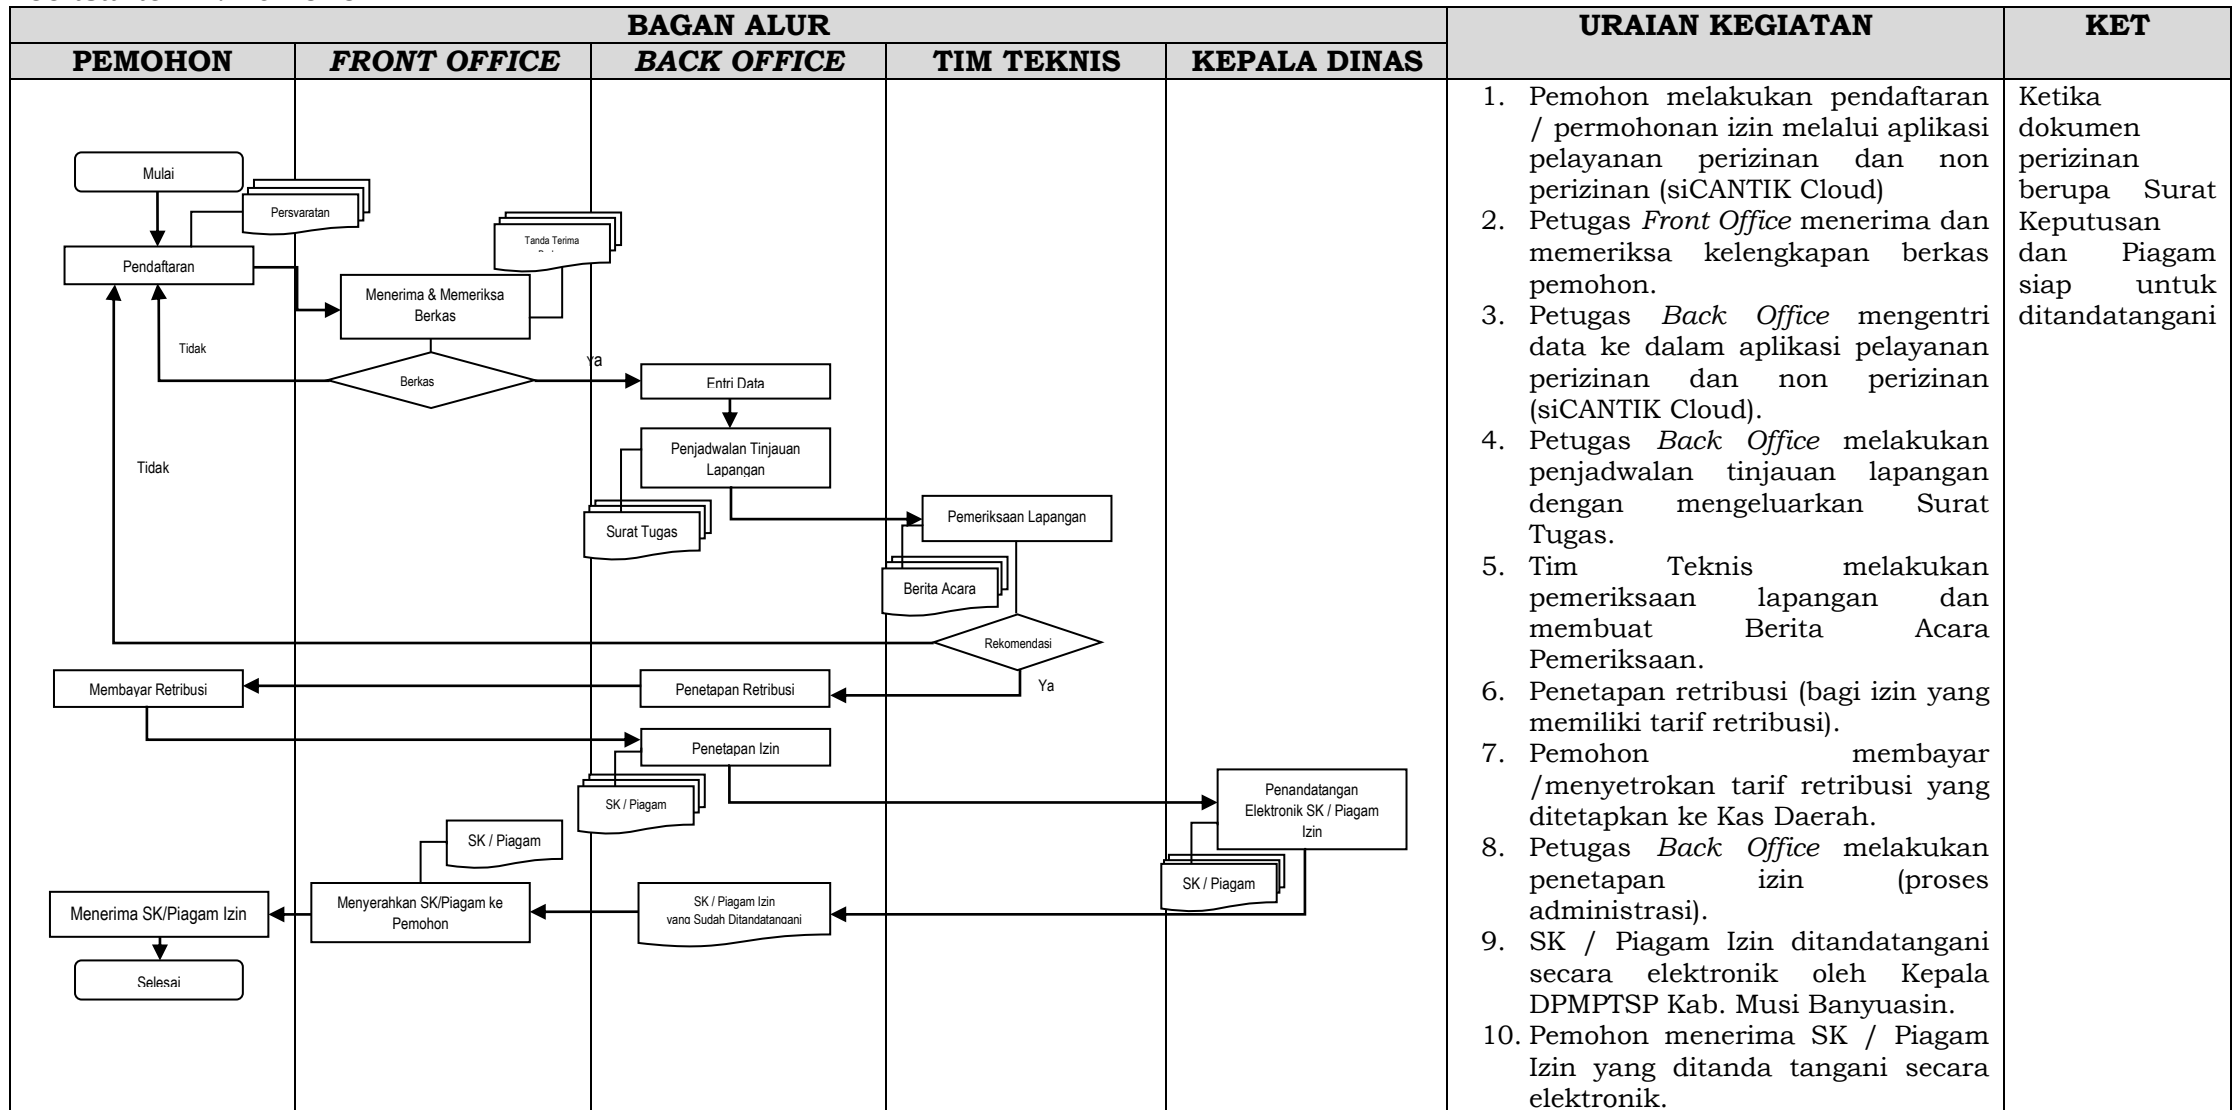 BAGAN ALUR
URAIAN KEGIATAN
KET
PEMOHON
FRONT OFFICE
BACK OFFICE
TIM TEKNIS
KEPALA DINAS
Mulai
Persyaratan
Pendaftaran
Tanda Terima
Menerima & Memeriksa
Berkas
Tidak
Berkas
Ya
Entri Data
Penjadwalan Tinjauan
Lapangan
Tidak
Surat Tugas
Pemeriksaan Lapangan
Berita Acara
Rekomendasi
Ya
Membayar Retribusi
Penetapan Retribusi
Penetapan Izin
SK / Piagam
Penandatangan
Elektronik SK / Piagam
Izin
SK / Piagam
SK / Piagam
Menerima SK/Piagam Izin
Menyerahkan SK/Piagam ke
Pemohon
SK / Piagam Izin
yang Sudah Ditandatangani
Selesai
1. Pemohon melakukan pendaftaran
/ permohonan izin melalui aplikasi
pelayanan perizinan dan non
perizinan (siCANTIK Cloud)
2. Petugas Front Office menerima dan
memeriksa kelengkapan berkas
pemohon.
3. Petugas Back Office mengentri
data ke dalam aplikasi pelayanan
perizinan dan non perizinan
(siCANTIK Cloud).
4. Petugas Back Office melakukan
penjadwalan tinjauan lapangan
dengan mengeluarkan Surat
Tugas.
5. Tim Teknis melakukan
pemeriksaan lapangan dan
membuat Berita Acara
Pemeriksaan.
6. Penetapan retribusi (bagi izin yang
memiliki tarif retribusi).
7. Pemohon membayar
/menyetrokan tarif retribusi yang
ditetapkan ke Kas Daerah.
8. Petugas Back Office melakukan
penetapan izin (proses
administrasi).
9. SK / Piagam Izin ditandatangani
secara elektronik oleh Kepala
DPMPTSP Kab. Musi Banyuasin.
10. Pemohon menerima SK / Piagam
Izin yang ditanda tangani secara
elektronik.
Ketika
dokumen
perizinan
berupa Surat
Keputusan
dan Piagam
siap untuk
ditandatangani